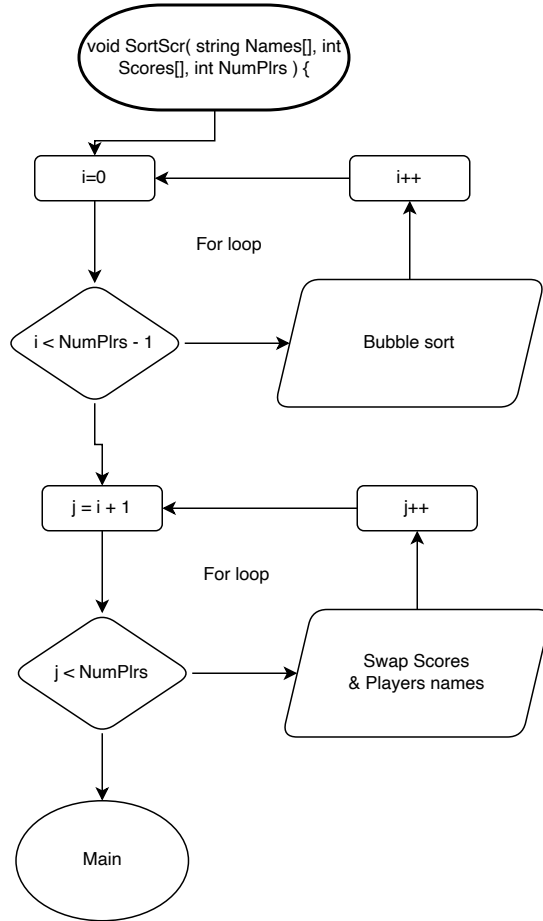 void SortScr( string Names[], int
Scores[], int NumPlrs ) {
i=0
i++
For loop
i < NumPlrs - 1
Bubble sort
j = i + 1
j++
For loop
j < NumPlrs
Swap Scores
& Players names
Main